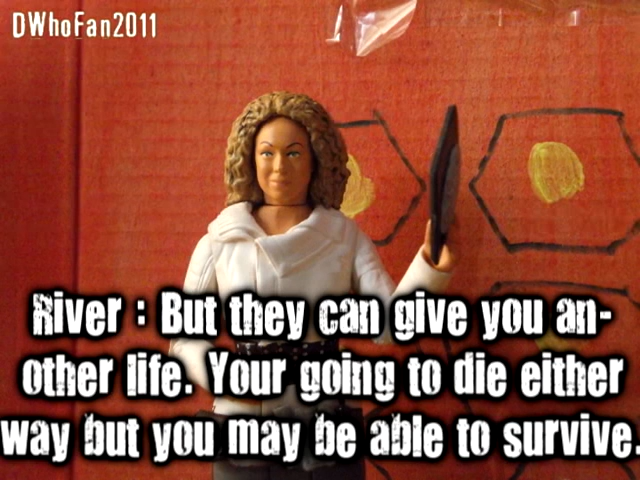 DWhoFan2011
River : But they can give you an-
other life. Your going to die either
way but you may be able to survive.